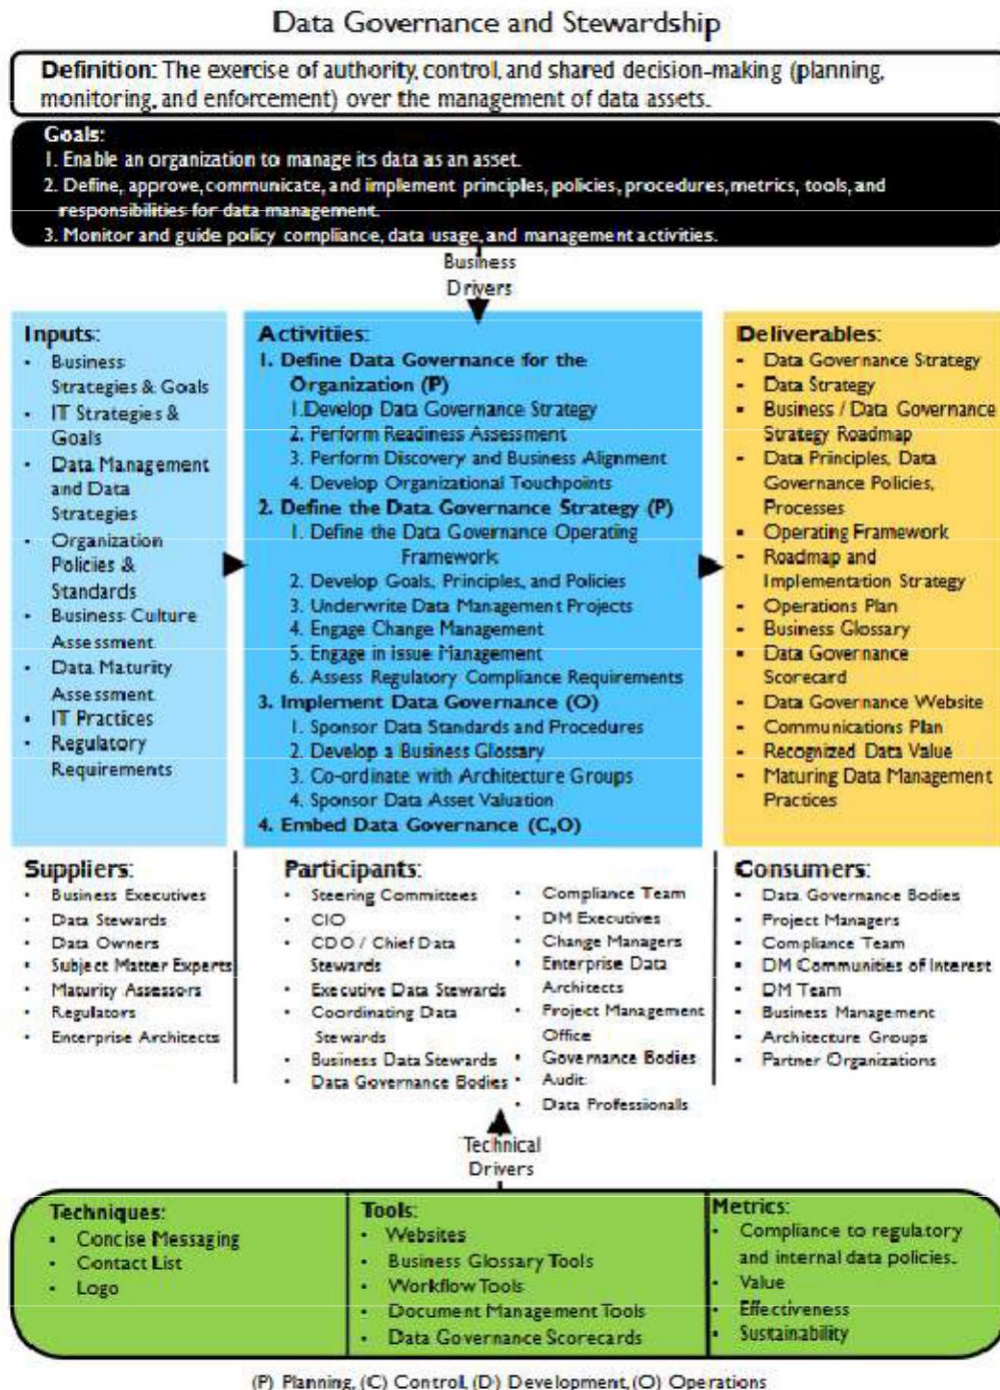 Data Governance and Stewardship
Definition: The exercise of authority, control, and shared decision-making (planning,
monitoring, and enforcement) over the management of data assets.
Goals:
1. Enable an organization to manage its data as an asset.
2. Define, approve, communicate, and implement principles, policies, procedures, metrics, tools, and
responsibilities for data management.
3. Monitor and guide policy compliance, data usage, and management activities.
Business
Drivers
Inputs:
• Business
Strategies & Goals
• IT Strategies &
Goals
• Data Management
and Data
Strategies
• Organization
Policies &
Standards
• Business Culture
Assessment
• Data Maturity
Assessment
• IT Practices
• Regulatory
Requirements
Activities:
1. Define Data Governance for the
Organization (P)
1.Develop Data Governance Strategy
2. Perform Readiness Assessment
3. Perform Discovery and Business Alignment
4. Develop Organizational Touchpoints
2. Define the Data Governance Strategy (P)
1. Define the Data Governance Operating
Framework
2. Develop Goals, Principles, and Policies
3. Underwrite Data Management Projects
4. Engage Change Management
5. Engage in Issue Management
6. Assess Regulatory Compliance Requirements
3. Implement Data Governance (O)
1. Sponsor Data Standards and Procedures
2. Develop a Business Glossary
3. Co-ordinate with Architecture Groups
4. Sponsor Data Asset Valuation
4. Embed Data Governance (C,O)
Deliverables:
• Data Governance Strategy
• Data Strategy
• Business / Data Governance
Strategy Roadmap
• Data Principles, Data
Governance Policies,
Processes
• Operating Framework
• Roadmap and
Implementation Strategy
• Operations Plan
• Business Glossary
• Data Governance
Scorecard
• Data Governance Website
• Communications Plan
• Recognized Data Value
• Maturing Data Management
Practices
Suppliers:
• Business Executives
• Data Stewards
• Data Owners
• Subject Matter Experts
• Maturity Assessors
• Regulators
• Enterprise Architects
Participants:
• Steering Committees
• CIO
• CDO / Chief Data
Stewards
• Executive Data Stewards
• Coordinating Data
Stewards
• Business Data Stewards
• Data Governance Bodies
• Compliance Team
• DM Executives
• Change Managers
• Enterprise Data
Architects
• Project Management
Office
• Governance Bodies
• Audit
• Data Professionals
Consumers:
• Data Governance Bodies
• Project Managers
• Compliance Team
• DM Communities of Interest
• DM Team
• Business Management
• Architecture Groups
• Partner Organizations
Technical
Drivers
Techniques:
• Concise Messaging
• Contact List
• Logo
Tools:
• Websites
• Business Glossary Tools
• Workflow Tools
• Document Management Tools
• Data Governance Scorecards
Metrics:
• Compliance to regulatory
and internal data policies.
• Value
• Effectiveness
• Sustainability
(P) Planning, (C) Control, (D) Development, (O) Operations